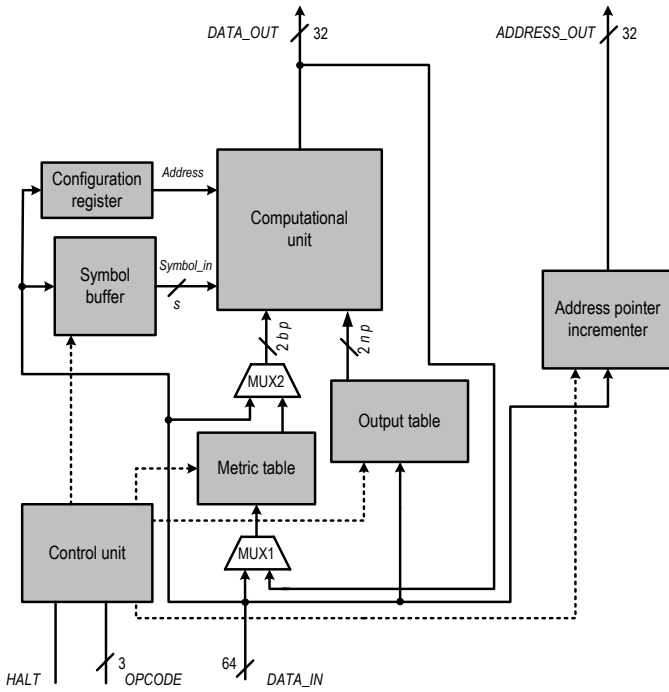 DATA_OUT
32
ADDRESS_OUT
32
Configuration
register
Address
Computational
unit
Symbol
buffer
Symbol_in
s
Address pointer
incrementer
2 b p
2 n p
MUX2
Output table
Metric table
Control unit
MUX1
HALT
3
OPCODE
64
DATA_IN